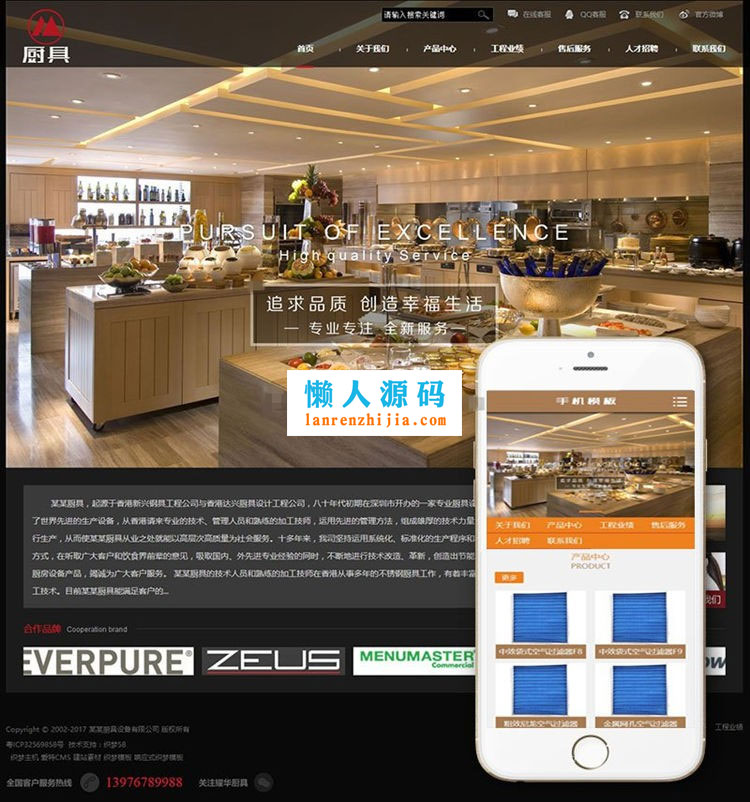 请输入搜索关键词
在线客服
QQ客服
联系我们
官方微博
厨具
首页
关于我们
产品中心
工程业绩
售后服务
人才招聘
联系我们
PURSUIT OF EXCELLENCE
High quality Service
追求品质 创造幸福生活
— 专业专注 全新服务 —
懒人源码
lanrenzhijia.com
某某厨具，起源于香港新兴钢具工程公司与香港达兴厨具设计工程公司，八十年代初期在深圳市开办的一家专业厨具设
了世界先进的生产设备，从香港请来专业的技术、管理人员和熟练的加工技师，运用先进的管理方法，组成雄厚的技术力量
行生产，从而使某某厨具从业之处就能以高层次高质量为社会服务。十多年来，我司坚持运用系统化、标准化的生产程序和
方式，在听取广大客户和饮食界前辈的意见，吸取国内、外先进专业经验的同时，不断地进行技术改造、革新，创造出节能
厨房设备产品，竭诚为广大客户服务。 某某厨具的技术人员和熟练的加工技师在香港从事多年的不锈钢厨具工作，有着丰富
工技术。目前某某厨具能满足客户的...
合作品牌 Cooperation brand
EVERPURE®
ZEUS
MENUMASTER
Commercial
手机模板
PURSUIT OF EXCELLENCE
关于我们 产品中心 工程业绩 售后服务
人才招聘 联系我们
产品中心
PRODUCT
更多
中效袋式空气过滤器F8
中效袋式空气过滤器F9
初效尼龙空气过滤器
金属网孔空气过滤器
们
ow
工程业绩
Copyright © 2002-2017 某某厨具设备有限公司 版权所有
粤ICP32569858号 技术支持：织梦58
织梦主机 爱特CMS 建站素材 织梦模板 响应式织梦模板
全国客户服务热线
13976789988
关注耀华厨具